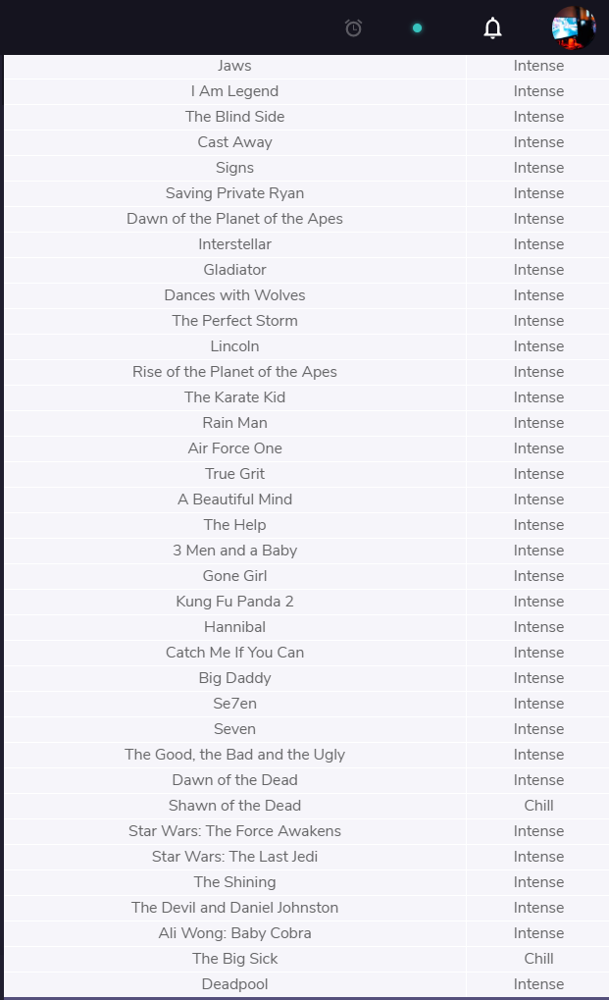 Jaws Intense
I Am Legend Intense
The Blind Side Intense
Cast Away Intense
Signs Intense
Saving Private Ryan Intense
Dawn of the Planet of the Apes Intense
Interstellar Intense
Gladiator Intense
Dances with Wolves Intense
The Perfect Storm Intense
Lincoln Intense
Rise of the Planet of the Apes Intense
The Karate Kid Intense
Rain Man Intense
Air Force One Intense
True Grit Intense
A Beautiful Mind Intense
The Help Intense
3 Men and a Baby Intense
Gone Girl Intense
Kung Fu Panda 2 Intense
Hannibal Intense
Catch Me If You Can Intense
Big Daddy Intense
Se7en Intense
Seven Intense
The Good, the Bad and the Ugly Intense
Dawn of the Dead Intense
Shawn of the Dead Chill
Star Wars: The Force Awakens Intense
Star Wars: The Last Jedi Intense
The Shining Intense
The Devil and Daniel Johnston Intense
Ali Wong: Baby Cobra Intense
The Big Sick Chill
Deadpool Intense